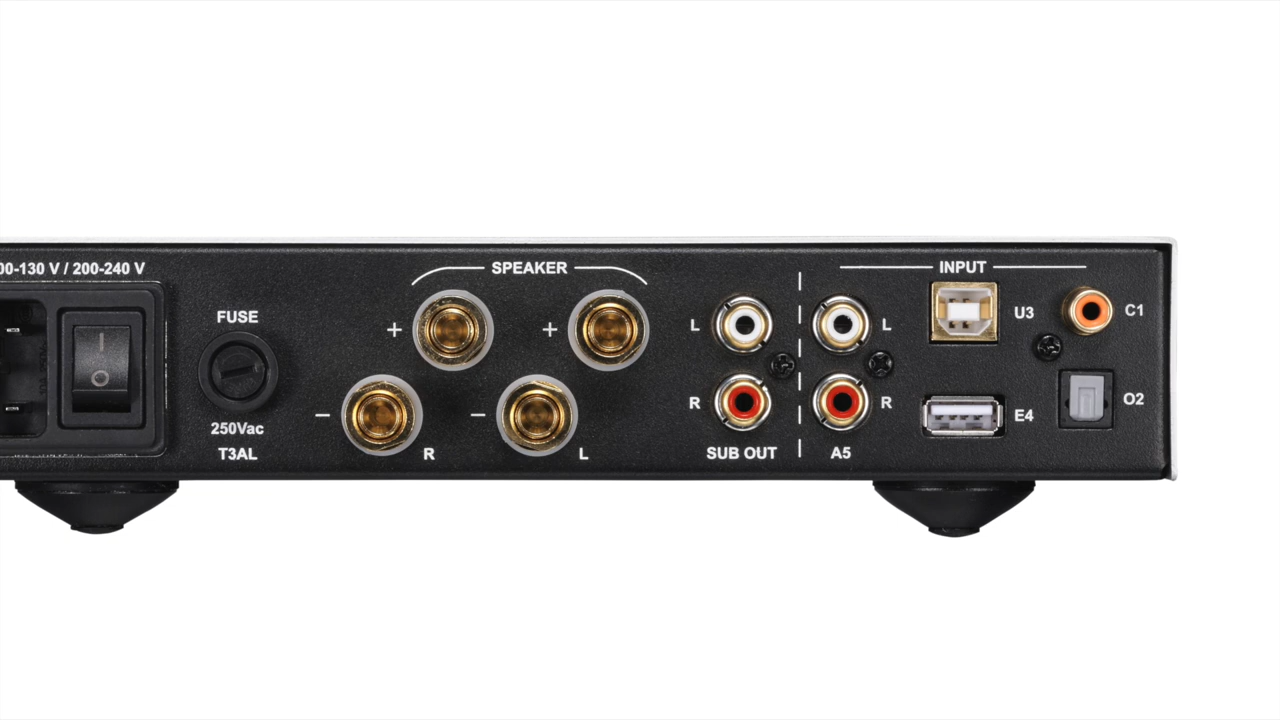 00-130 V / 200-240 V
FUSE
250Vac
T3AL
SPEAKER
+ +
− −
R L
L
R
SUB OUT
L
R
A5
INPUT
U3
C1
E4
O2